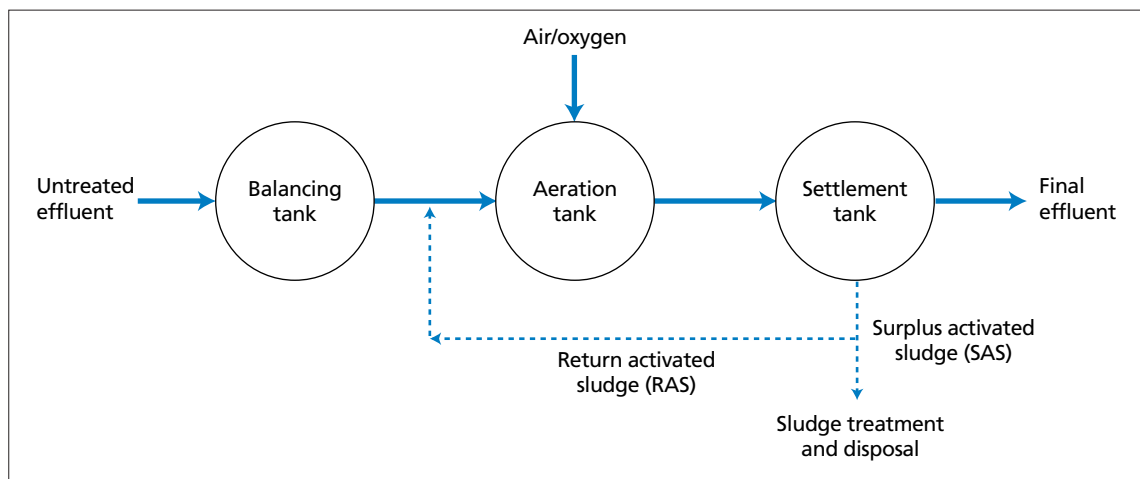 Air/oxygen
Untreated
effluent
Balancing
tank
Aeration
tank
Settlement
tank
Final
effluent
Return activated
sludge (RAS)
Surplus activated
sludge (SAS)
Sludge treatment
and disposal